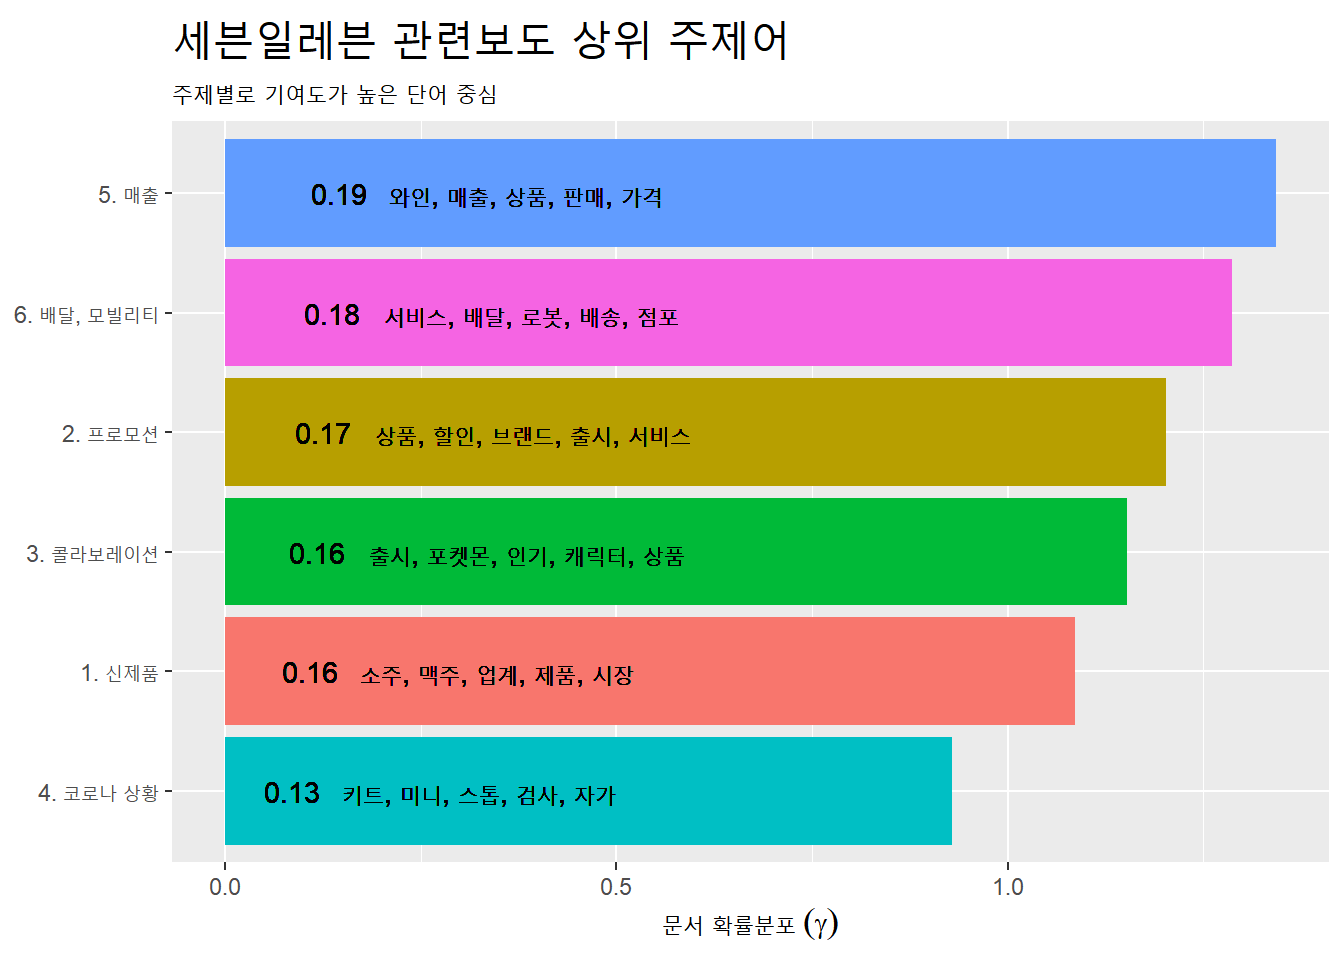 세븐일레븐 관련보도 상위 주제어
주제별로 기여도가 높은 단어 중심
5. 매출
0.19 와인, 매출, 상품, 판매, 가격
6. 배달, 모빌리티
0.18 서비스, 배달, 로봇, 배송, 점포
2. 프로모션
0.17 상품, 할인, 브랜드, 출시, 서비스
3. 콜라보레이션
0.16 출시, 포켓몬, 인기, 캐릭터, 상품
1. 신제품
0.16 소주, 맥주, 업계, 제품, 시장
4. 코로나 상황
0.13 키트, 미니, 스톱, 검사, 자가
0.0 0.5 1.0
문서 확률분포 (γ)